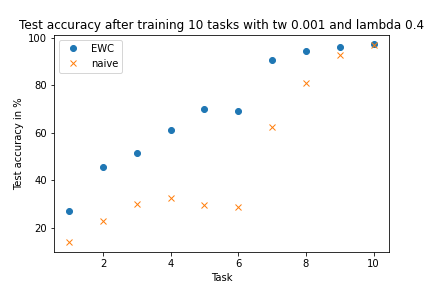 Test accuracy after training 10 tasks with tw 0.001 and lambda 0.4
100
80
60
40
20
Test accuracy in %
EWC
naive
2
4
6
8
10
Task